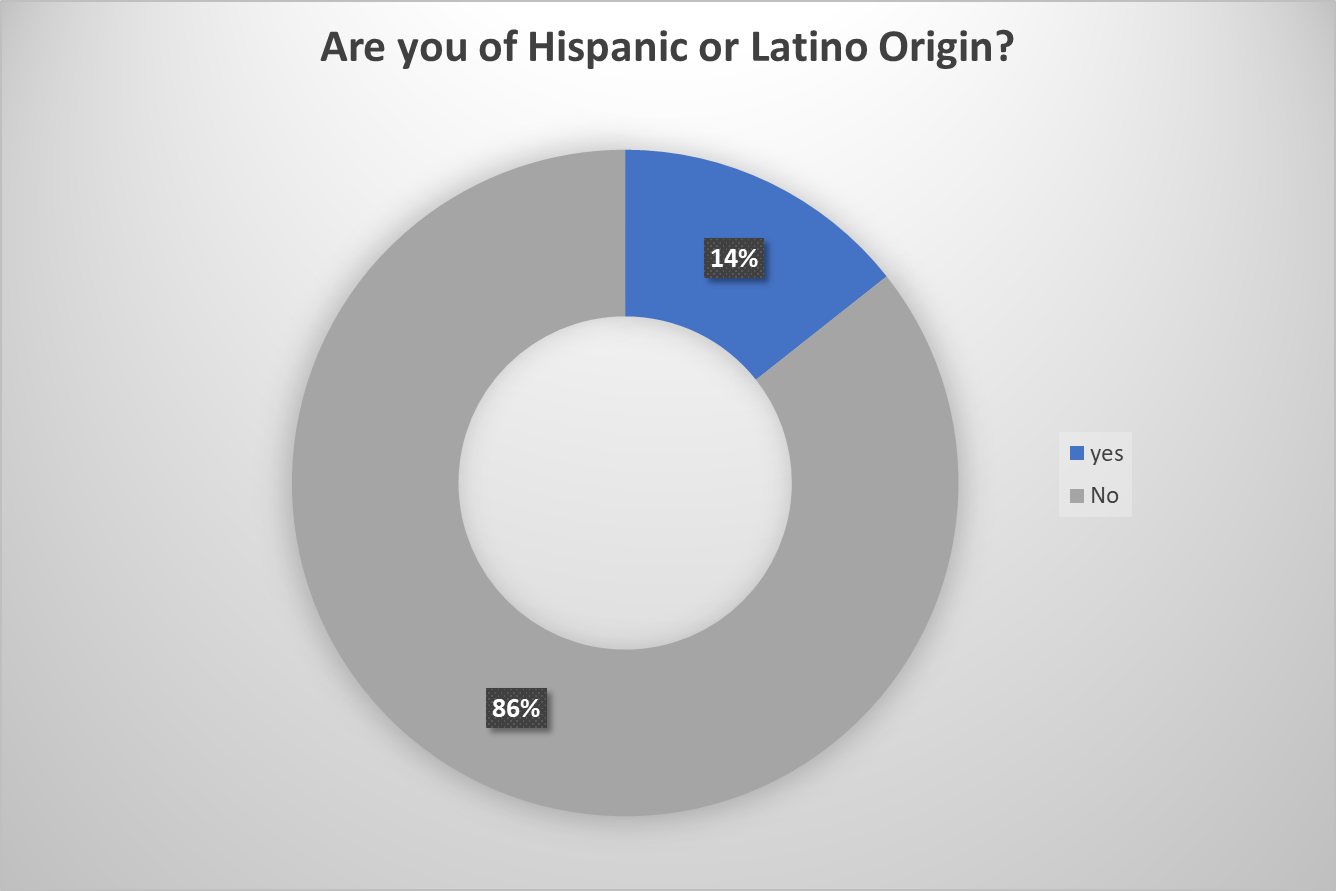 Are you of Hispanic or Latino Origin?
14%
yes
No
86%